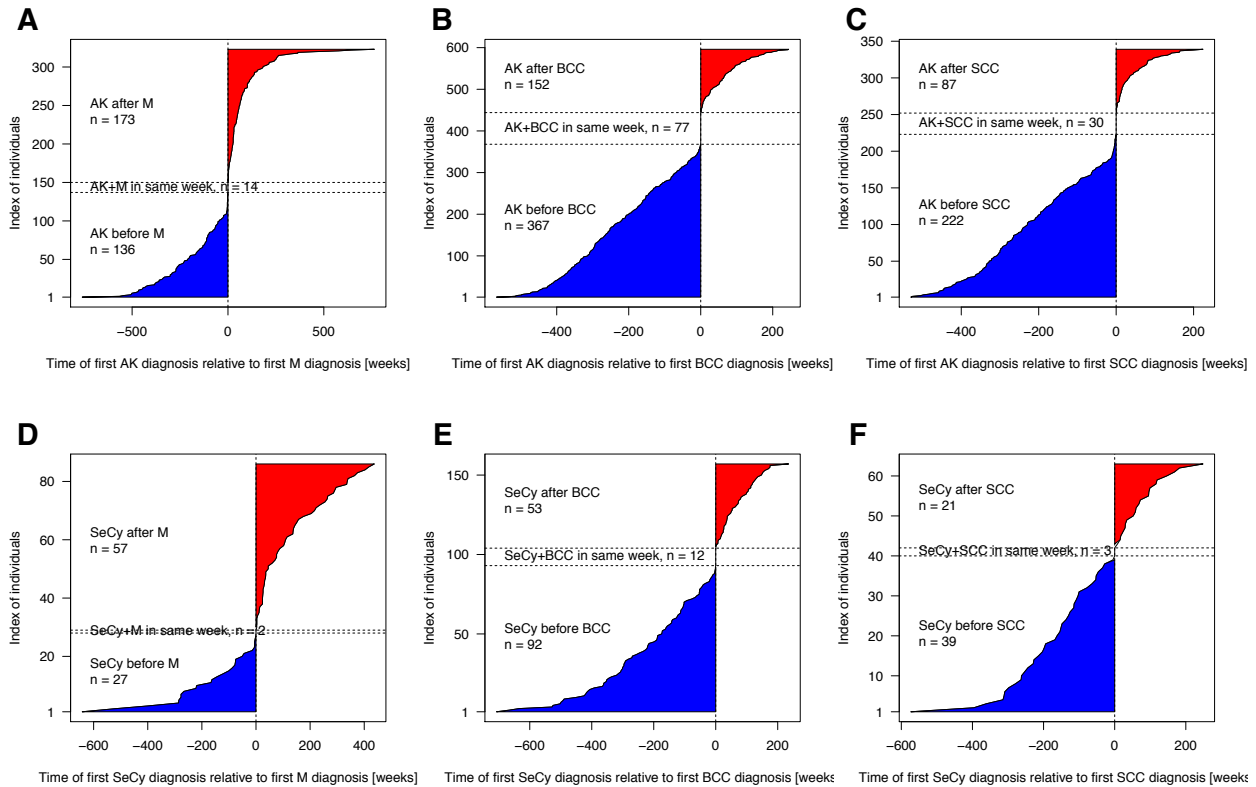 A
350
300
250
200
150
100
50
1
Index of individuals
AK after M
n = 173
AK+M in same week, n = 14
AK before M
n = 136
−500 0 500
Time of first AK diagnosis relative to first M diagnosis [weeks]
B
600
500
400
300
200
100
1
Index of individuals
AK after BCC
n = 152
AK+BCC in same week, n = 77
AK before BCC
n = 367
−400 −200 0 200
Time of first AK diagnosis relative to first BCC diagnosis [weeks]
C
350
300
250
200
150
100
50
1
Index of individuals
AK after SCC
n = 87
AK+SCC in same week, n = 30
AK before SCC
n = 222
−400 −200 0 200
Time of first AK diagnosis relative to first SCC diagnosis [weeks]
D
80
60
40
20
1
Index of individuals
SeCy after M
n = 57
SeCy+M in same week, n = 2
SeCy before M
n = 27
−600 −400 −200 0 200 400
Time of first SeCy diagnosis relative to first M diagnosis [weeks]
E
150
100
50
1
Index of individuals
SeCy after BCC
n = 53
SeCy+BCC in same week, n = 12
SeCy before BCC
n = 92
−600 −400 −200 0 200
Time of first SeCy diagnosis relative to first BCC diagnosis [weeks
F
60
50
40
30
20
10
1
Index of individuals
SeCy after SCC
n = 21
SeCy+SCC in same week, n = 3
SeCy before SCC
n = 39
−600 −400 −200 0 200
Time of first SeCy diagnosis relative to first SCC diagnosis [weeks